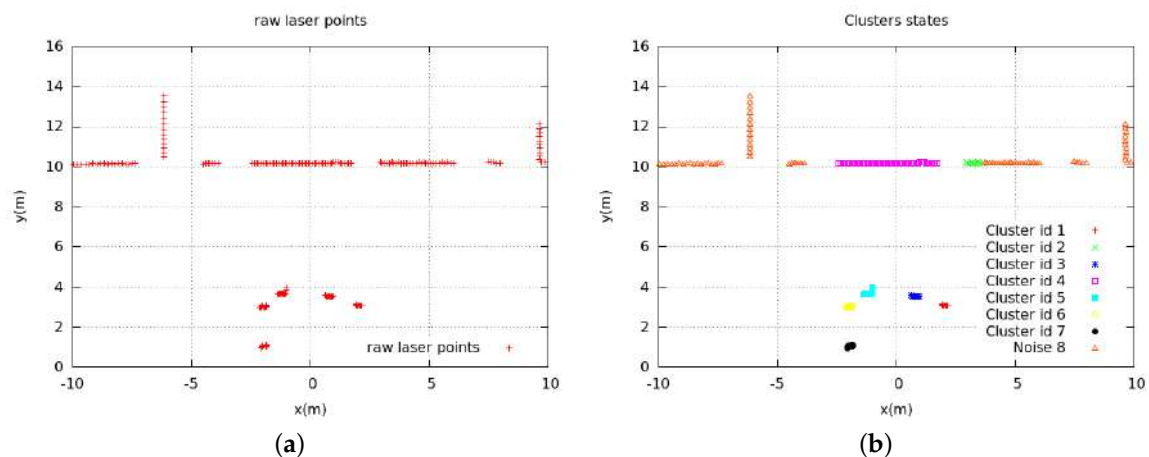 raw laser points
16
14
12
10
8
6
4
2
0
y(m)
-10
-5
0
5
10
x(m)
raw laser points
(a)
Clusters states
16
14
12
10
8
6
4
2
0
y(m)
-10
-5
0
5
10
x(m)
Cluster id 1
Cluster id 2
Cluster id 3
Cluster id 4
Cluster id 5
Cluster id 6
Cluster id 7
Noise 8
(b)